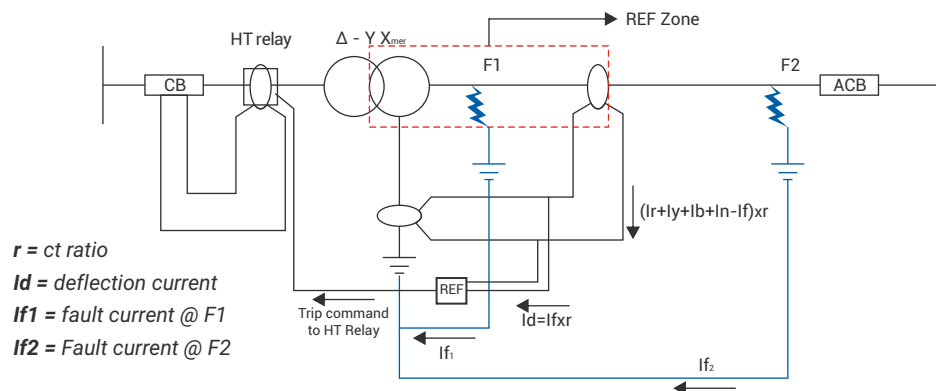 REF Zone
HT relay
Δ - Y Xmer
F1
F2
CB
ACB
(Ir+Iy+Ib+In-If)xr
r = ct ratio
Id = deflection current
If1 = fault current @ F1
If2 = Fault current @ F2
REF
Trip command
to HT Relay
Id=Ifxr
If1
If2